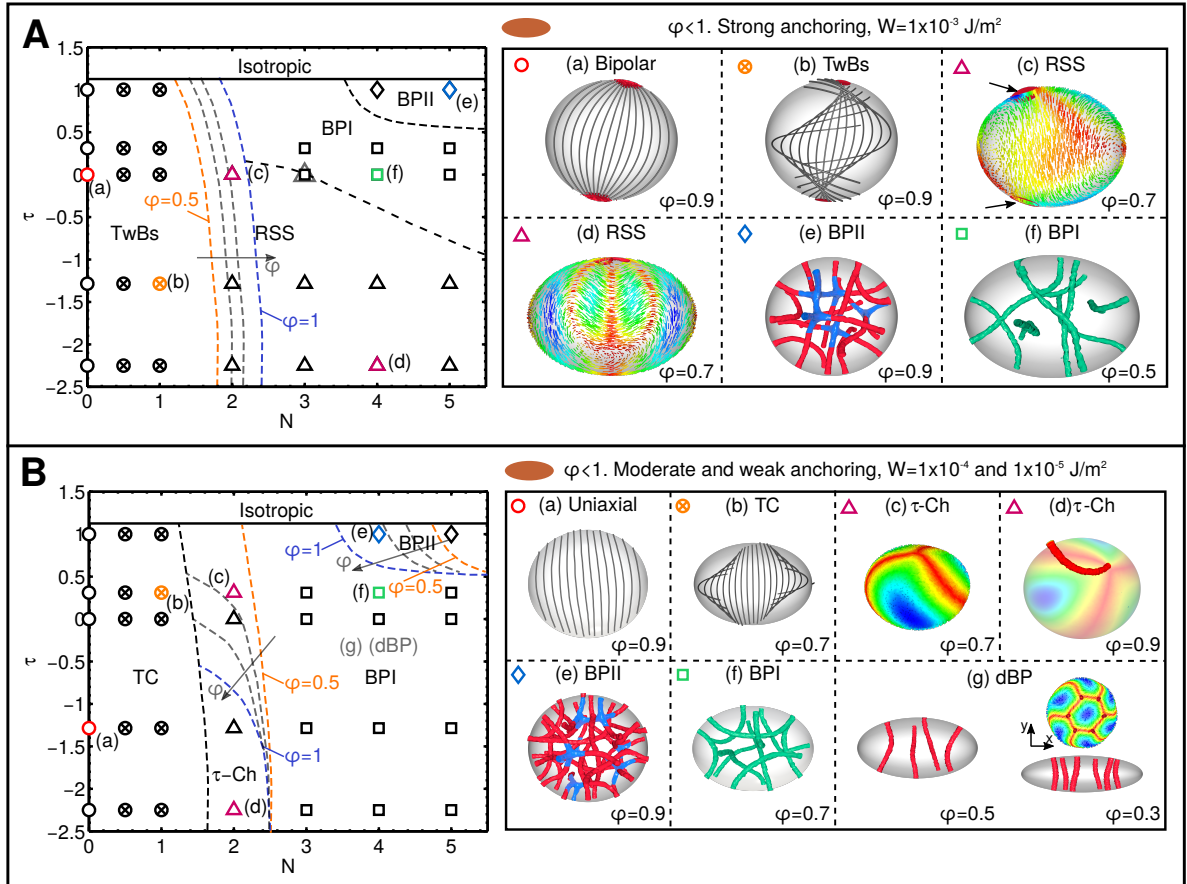 A
φ<1. Strong anchoring, W=1x10⁻³ J/m²
1.5
1
0.5
0
−0.5
−1
−1.5
−2
−2.5
τ
0
1
2
3
4
5
N
Isotropic
BPII
(e)
BPI
(c)
(f)
(a)
φ=0.5
TwBs
RSS
φ
(b)
φ=1
(d)
(a) Bipolar
φ=0.9
(b) TwBs
φ=0.9
(c) RSS
φ=0.7
(d) RSS
φ=0.7
(e) BPII
φ=0.9
(f) BPI
φ=0.5
B
φ<1. Moderate and weak anchoring, W=1x10⁻⁴ and 1x10⁻⁵ J/m²
1.5
1
0.5
0
−0.5
−1
−1.5
−2
−2.5
τ
0
1
2
3
4
5
N
Isotropic
(e)
BPII
φ=1
φ
φ=0.5
(c)
(b)
(f)
(g) (dBP)
TC
φ
φ=0.5
BPI
(a)
φ=1
τ−Ch
(d)
(a) Uniaxial
φ=0.9
(b) TC
φ=0.7
(c) τ-Ch
φ=0.7
(d) τ-Ch
φ=0.9
(e) BPII
φ=0.9
(f) BPI
φ=0.7
(g) dBP
y
x
φ=0.5
φ=0.3